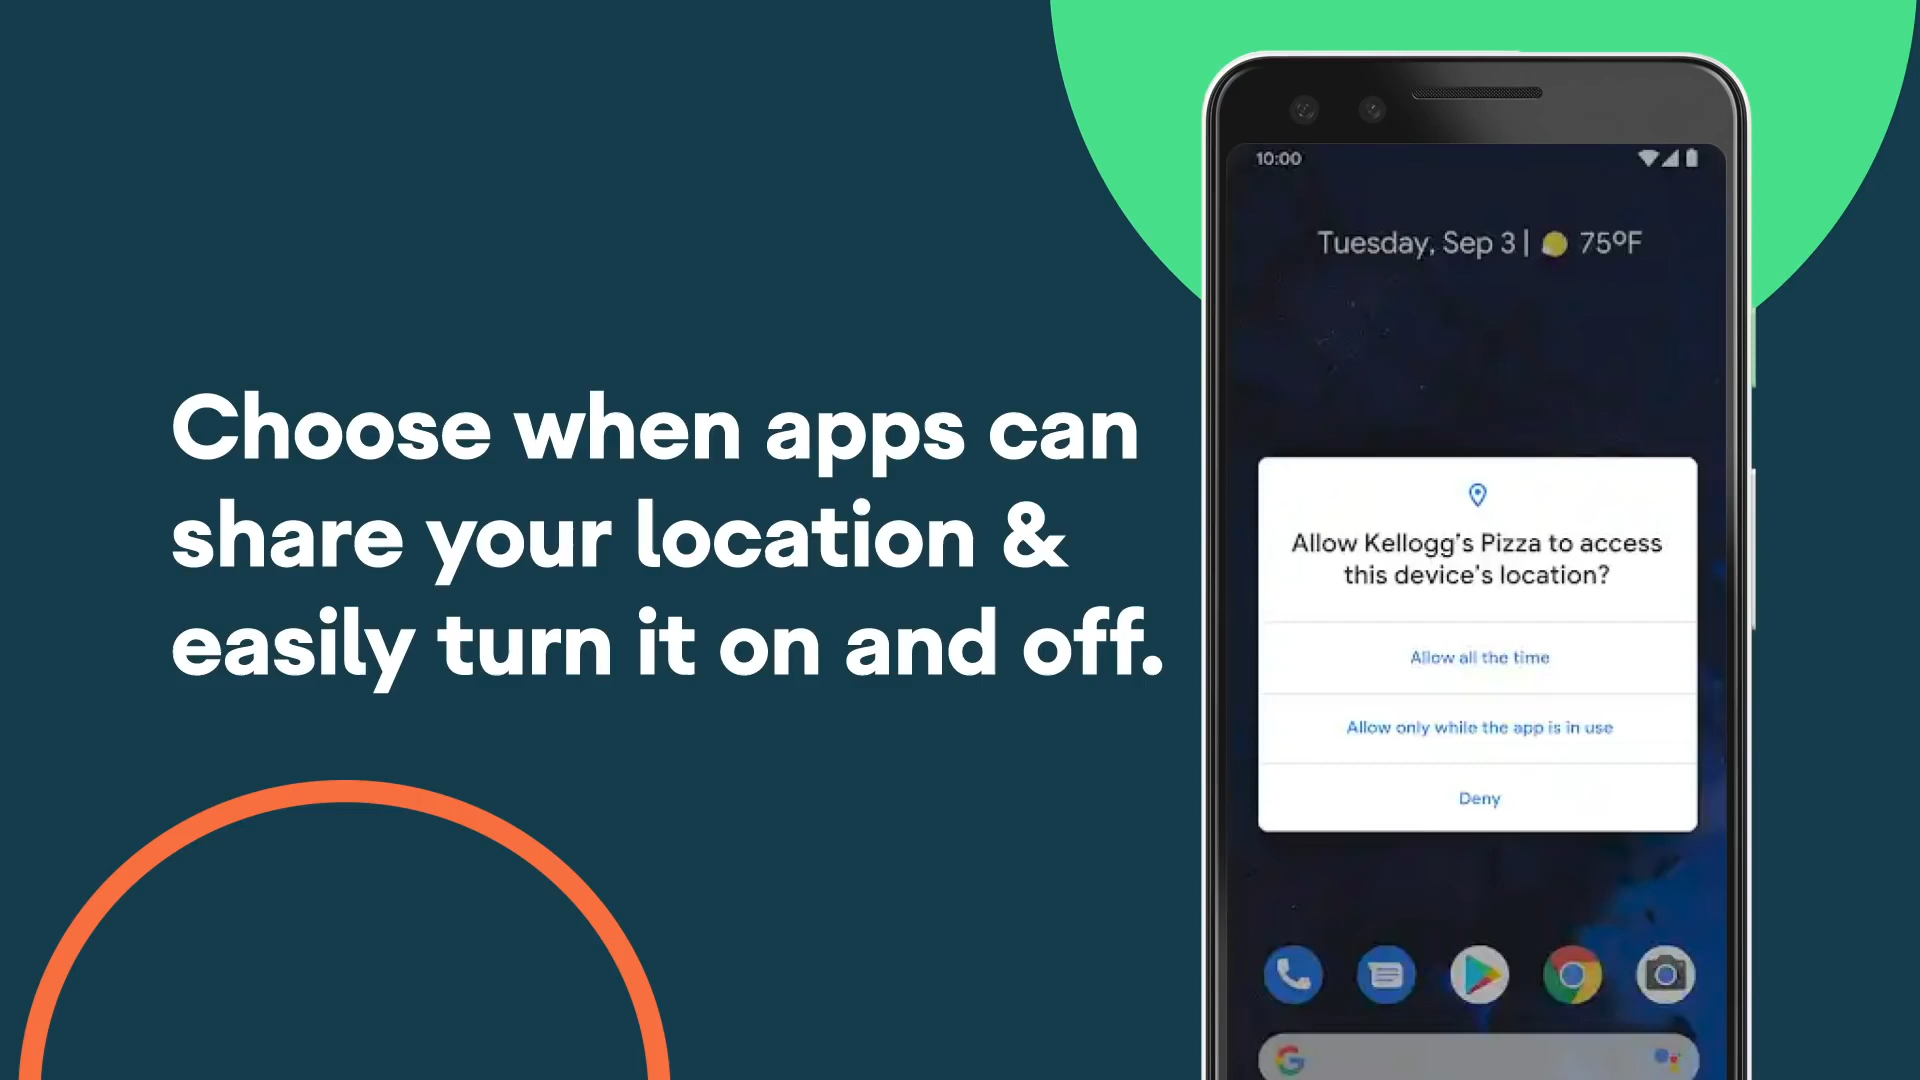 Choose when apps can
share your location &
easily turn it on and off.
10:00
Tuesday, Sep 3 | 75ºF
Allow Kellogg's Pizza to access
this device's location?
Allow all the time
Allow only while the app is in use
Deny